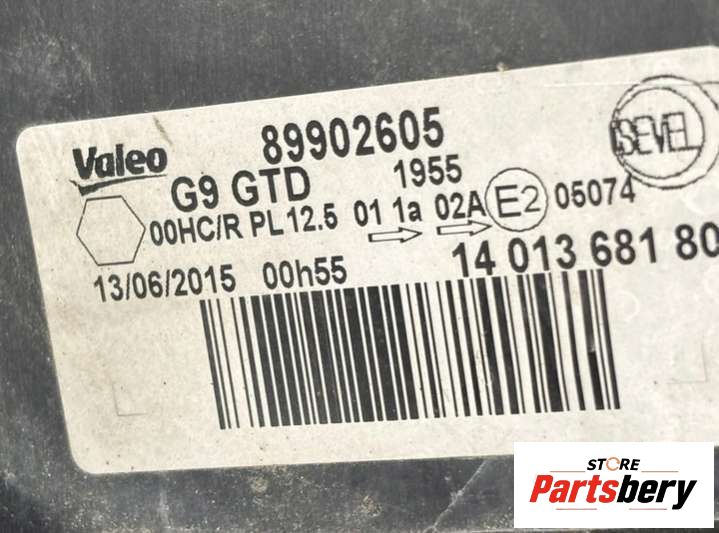 Valeo 89902605
SEVEL
G9 GTD 1955
00HC/R PL 12.5 01 1a 02A E2 05074
13/06/2015 00h55 14 013 681 80
STORE
Partsbery